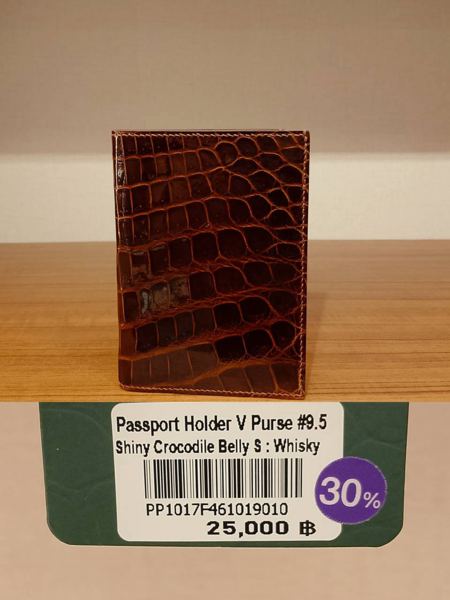 Passport Holder V Purse #9.5
Shiny Crocodile Belly S : Whisky
PP1017F461019010
25,000 ฿
30%